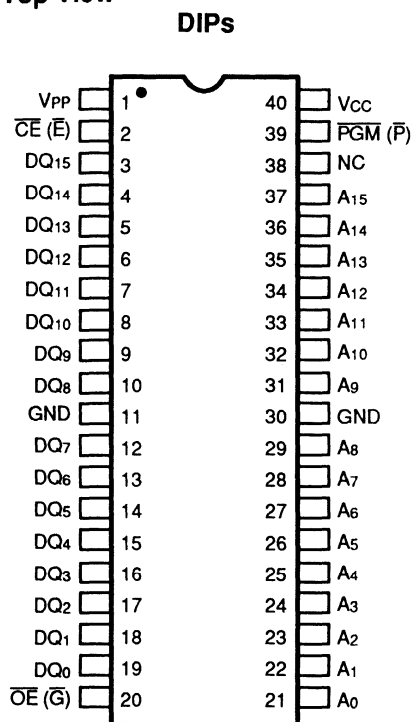 Top View
DIPs
VPP 1 40 VCC
C̅E̅ (E̅) 2 39 P̅G̅M̅ (P̅)
DQ15 3 38 NC
DQ14 4 37 A15
DQ13 5 36 A14
DQ12 6 35 A13
DQ11 7 34 A12
DQ10 8 33 A11
DQ9 9 32 A10
DQ8 10 31 A9
GND 11 30 GND
DQ7 12 29 A8
DQ6 13 28 A7
DQ5 14 27 A6
DQ4 15 26 A5
DQ3 16 25 A4
DQ2 17 24 A3
DQ1 18 23 A2
DQ0 19 22 A1
O̅E̅ (G̅) 20 21 A0